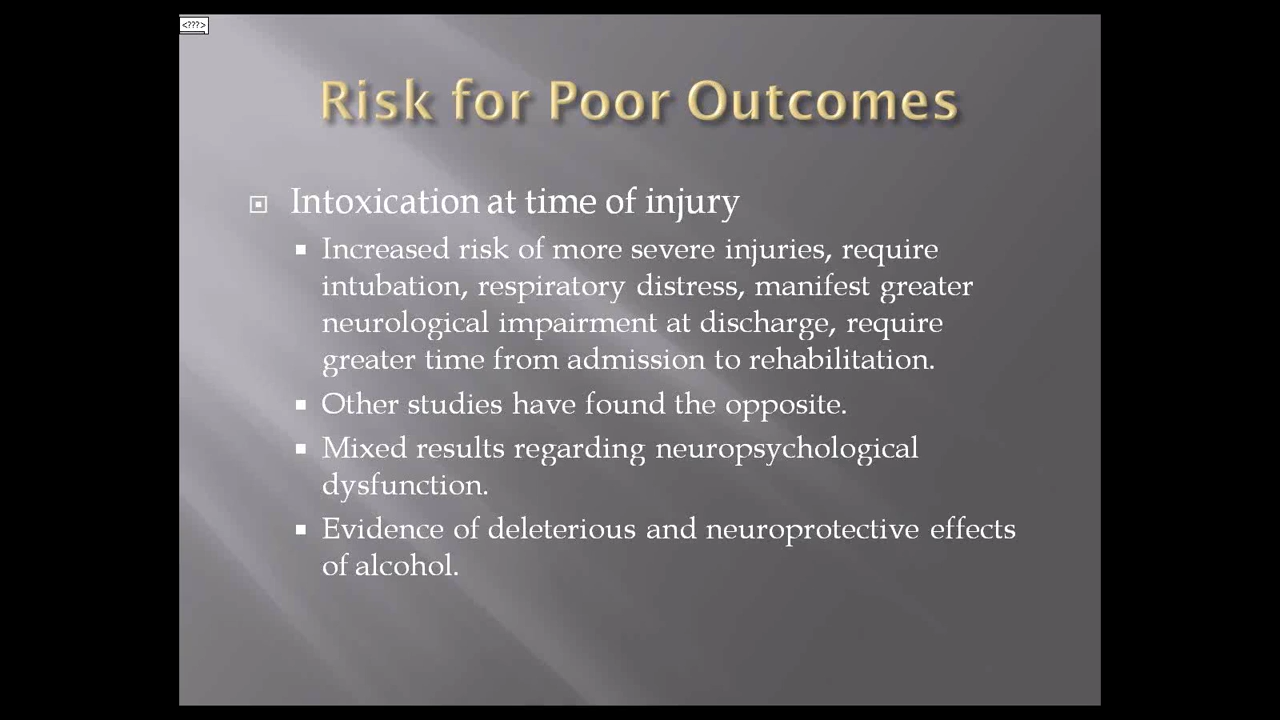 <???>
Risk for Poor Outcomes
Intoxication at time of injury
Increased risk of more severe injuries, require
intubation, respiratory distress, manifest greater
neurological impairment at discharge, require
greater time from admission to rehabilitation.
Other studies have found the opposite.
Mixed results regarding neuropsychological
dysfunction.
Evidence of deleterious and neuroprotective effects
of alcohol.